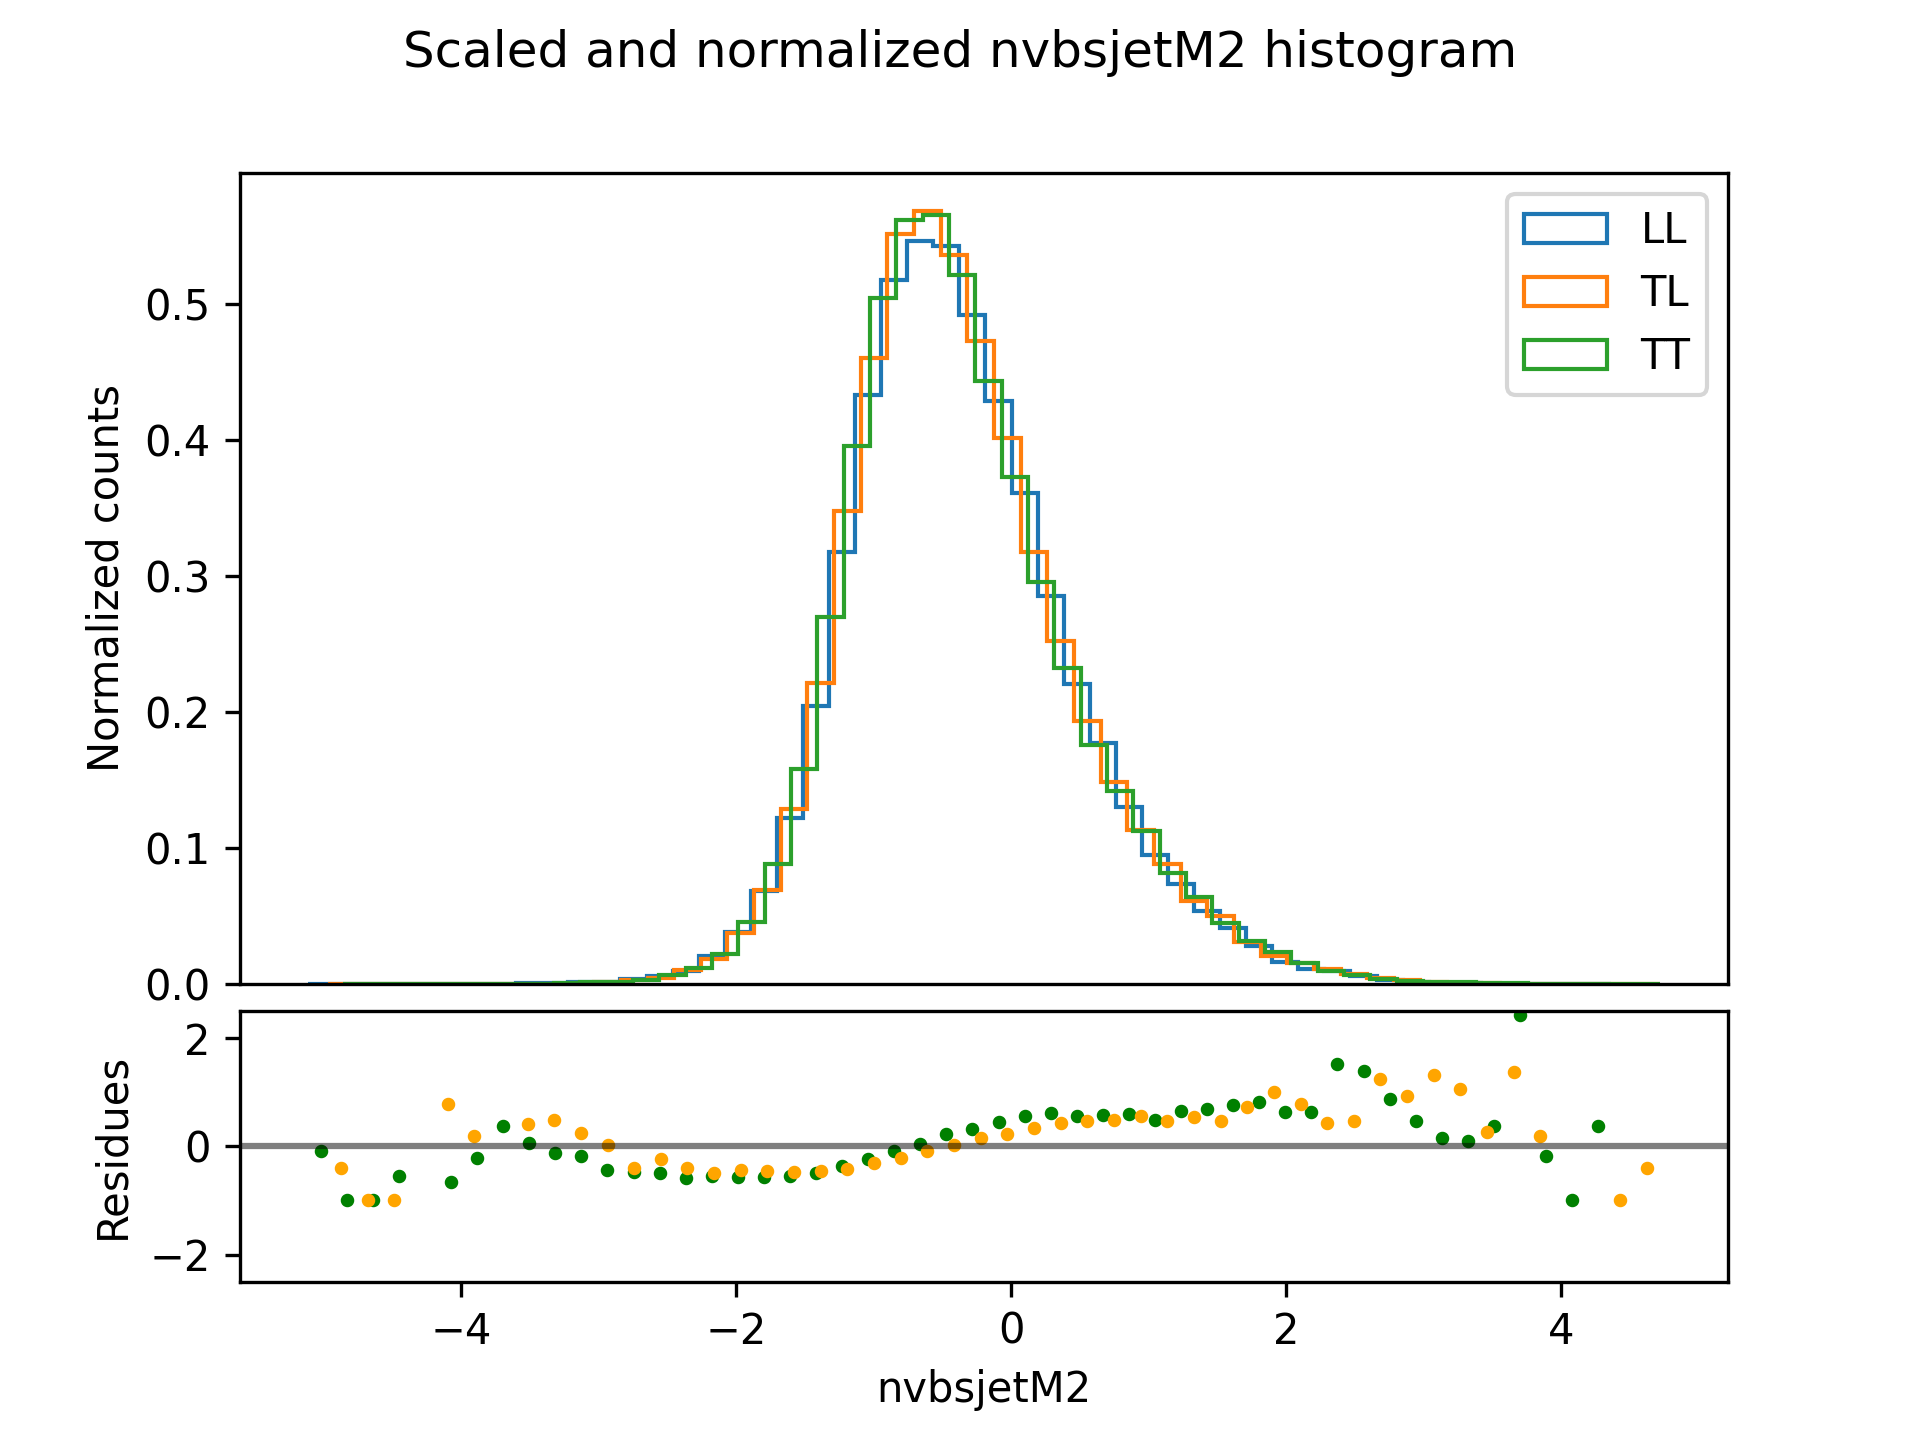 Scaled and normalized nvbsjetM2 histogram
LL
TL
TT
Normalized counts
0.5
0.4
0.3
0.2
0.1
0.0
Residues
2
0
−2
−4
−2
0
2
4
nvbsjetM2